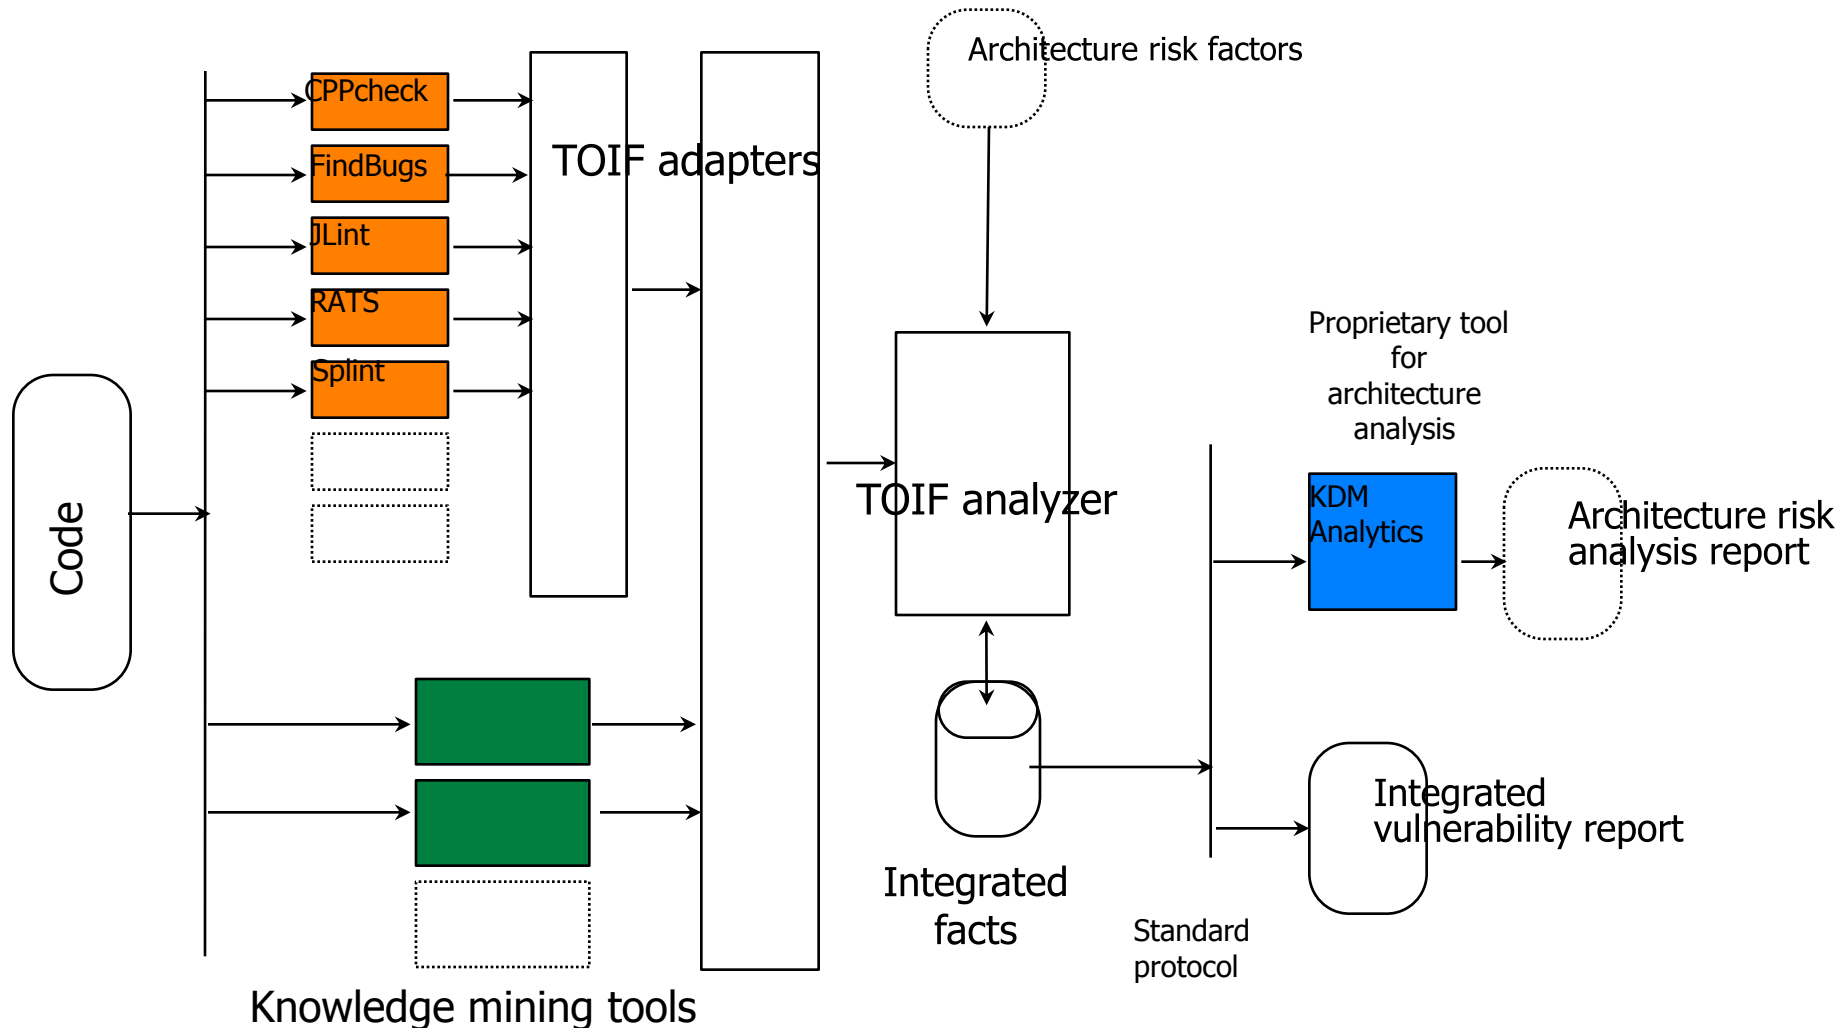 Architecture risk factors
CPPcheck
FindBugs
JLint
RATS
Splint
TOIF adapters
Code
TOIF analyzer
Proprietary tool
for
architecture
analysis
KDM
Analytics
Architecture risk
analysis report
Integrated
vulnerability report
Integrated
facts
Standard
protocol
Knowledge mining tools